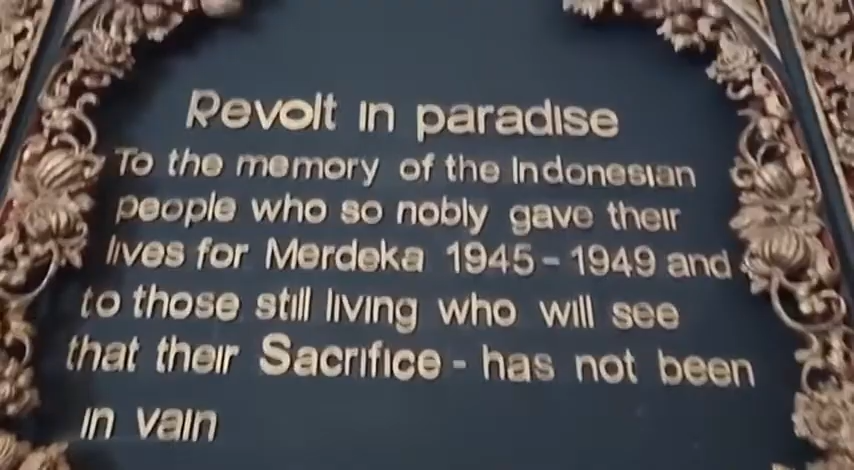 Revolt in paradise
To the memory of the Indonesian
people who so nobly gave their
lives for Merdeka 1945 - 1949 and
to those still living who will see
that their Sacrifice - has not been
in vain